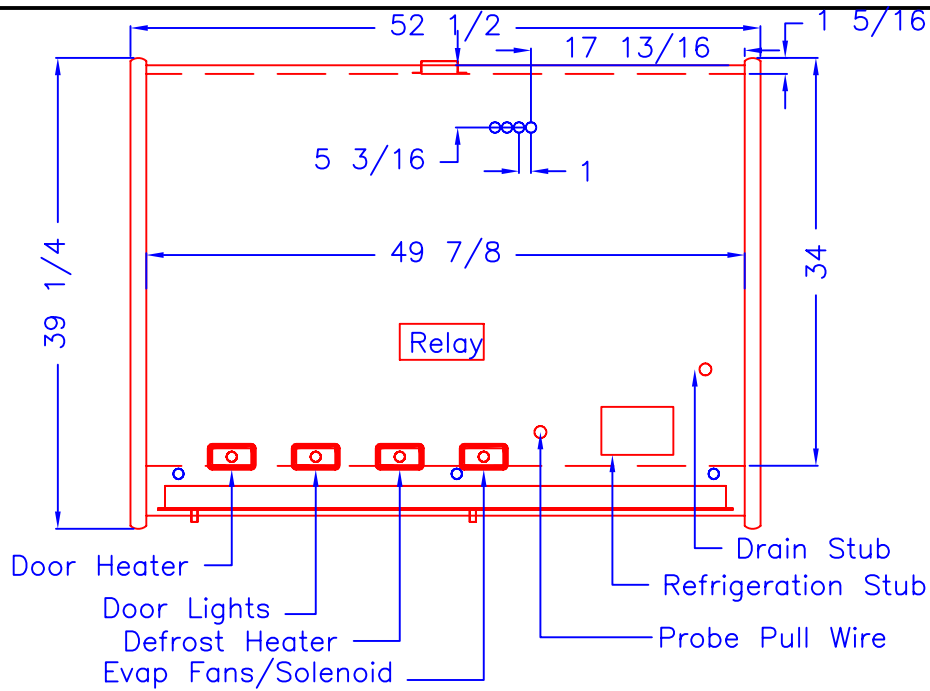 52 1/2
1 5/16
17 13/16
5 3/16
1
39 1/4
49 7/8
34
Relay
Door Heater
Drain Stub
Refrigeration Stub
Door Lights
Defrost Heater
Probe Pull Wire
Evap Fans/Solenoid